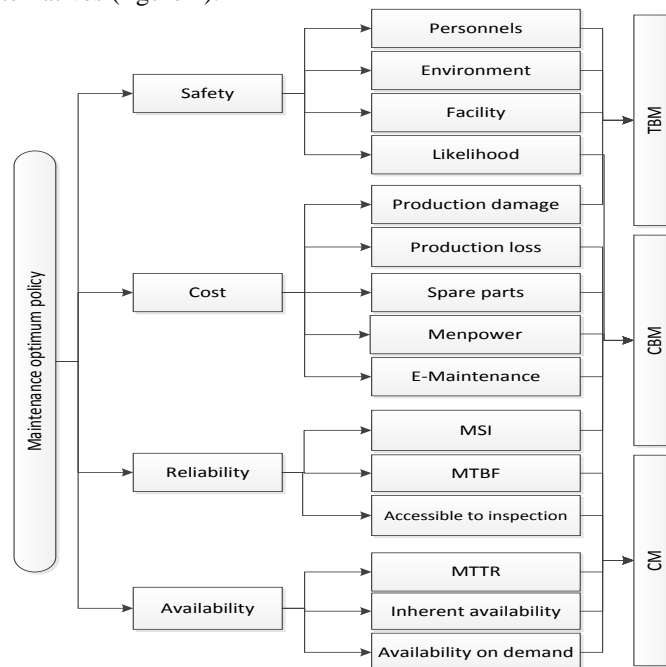 Maintenance optimum policy
Safety
Cost
Reliability
Availability
Personnels
Environment
Facility
Likelihood
Production damage
Production loss
Spare parts
Menpower
E-Maintenance
MSI
MTBF
Accessible to inspection
MTTR
Inherent availability
Availability on demand
TBM
CBM
CM